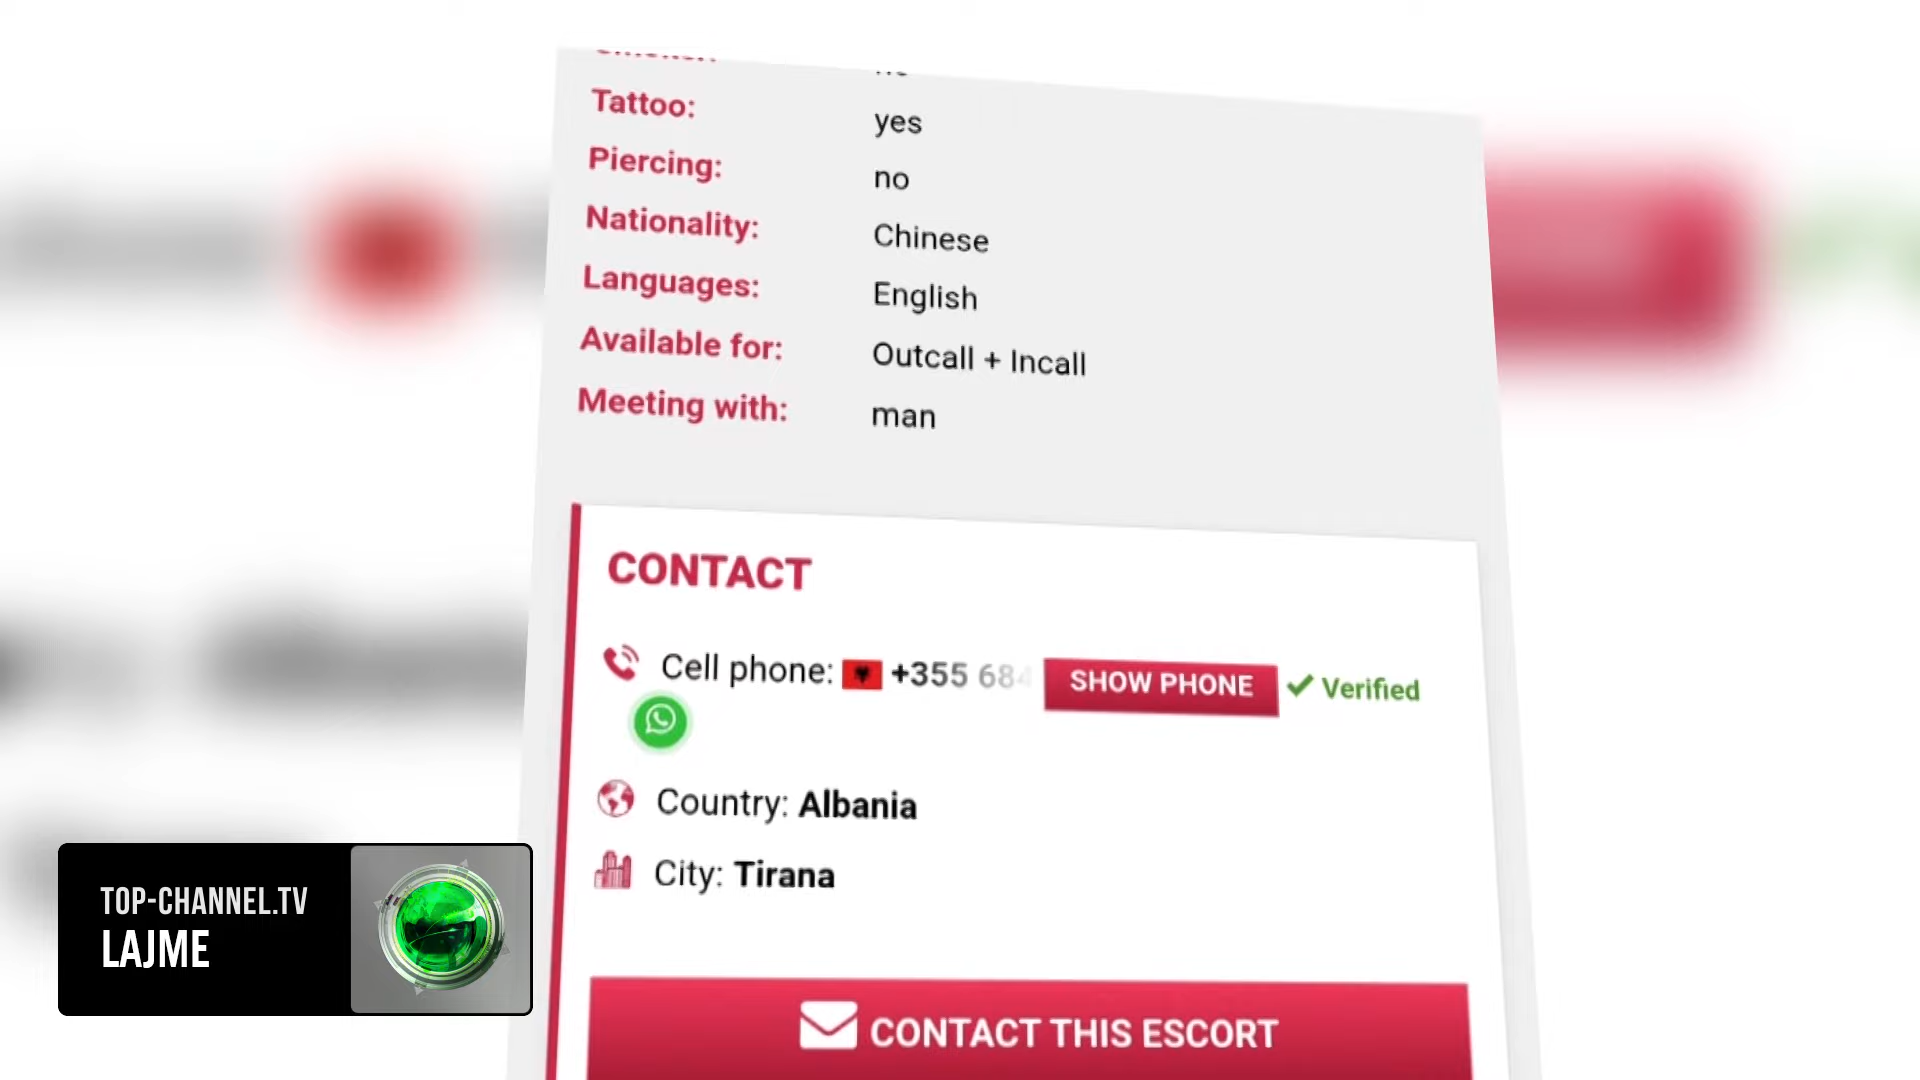 Tattoo: yes
Piercing: no
Nationality: Chinese
Languages: English
Available for: Outcall + Incall
Meeting with: man
CONTACT
Cell phone: +355 684 SHOW PHONE Verified
Country: Albania
City: Tirana
CONTACT THIS ESCORT
TOP-CHANNEL.TV
LAJME